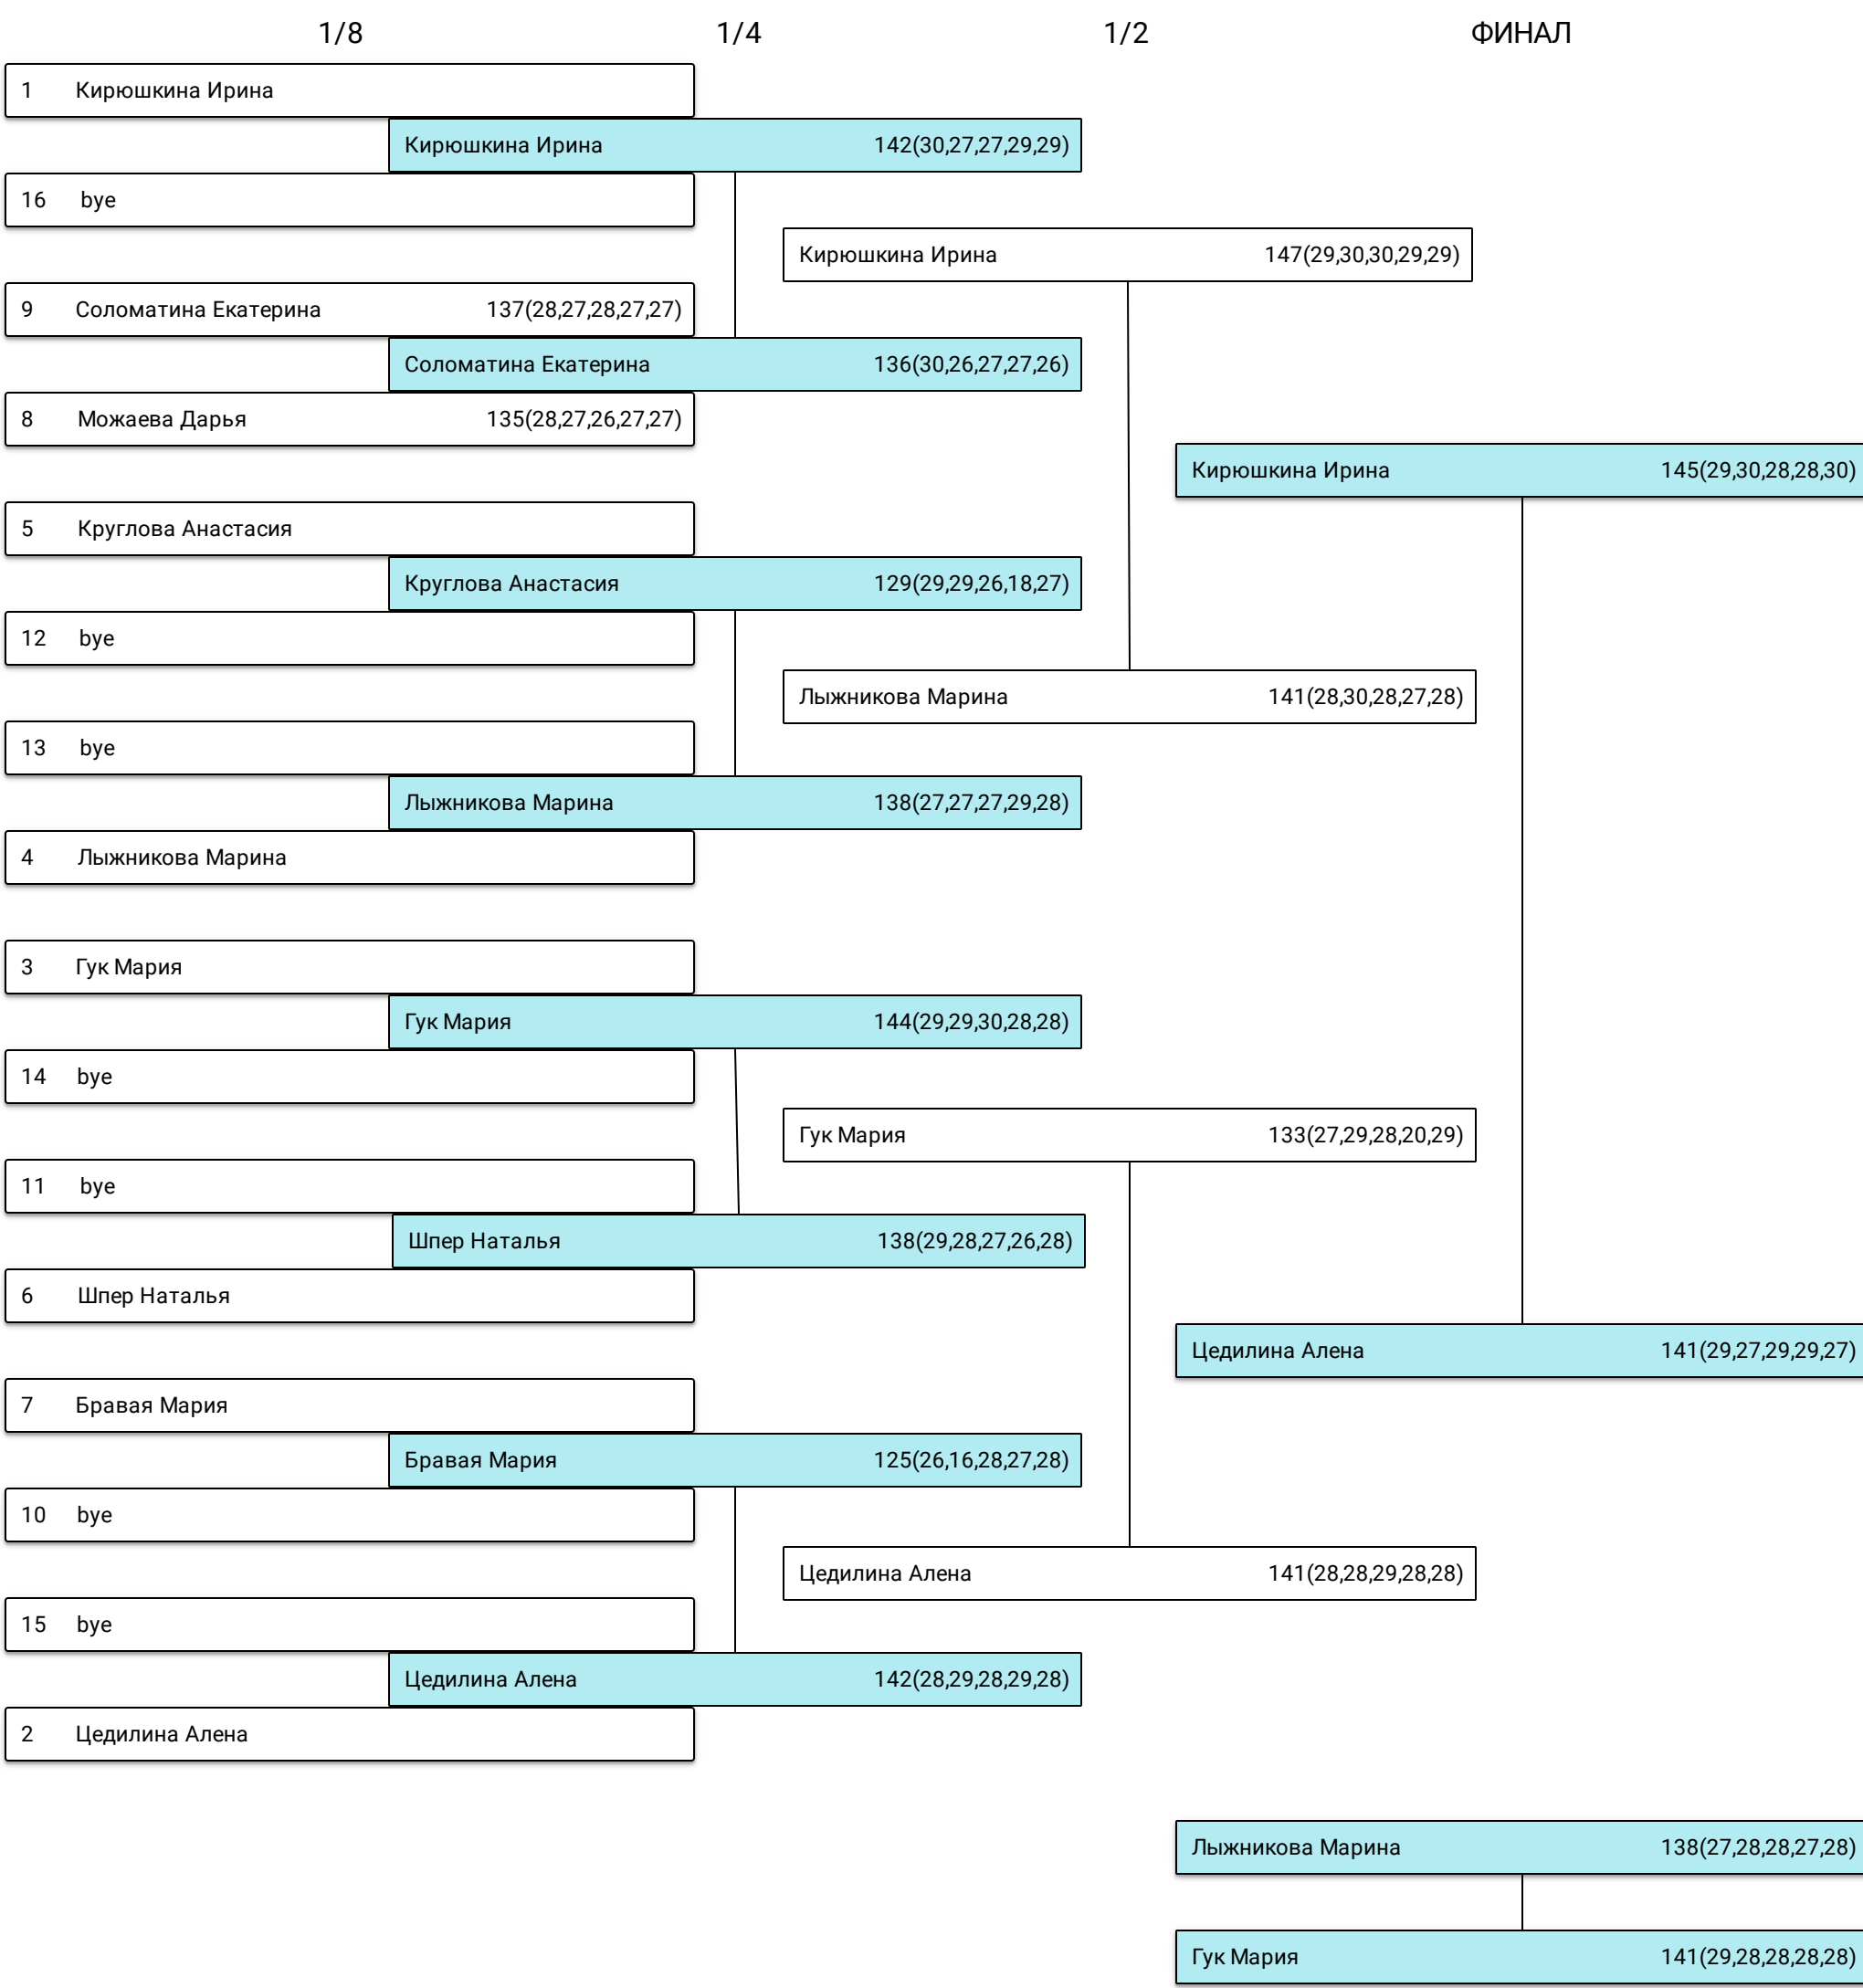 1/8 1/4 1/2 ФИНАЛ
1 Кирюшкина Ирина
Кирюшкина Ирина 142(30,27,27,29,29)
16 bye
Кирюшкина Ирина 147(29,30,30,29,29)
9 Соломатина Екатерина 137(28,27,28,27,27)
Соломатина Екатерина 136(30,26,27,27,26)
8 Можаева Дарья 135(28,27,26,27,27)
Кирюшкина Ирина 145(29,30,28,28,30)
5 Круглова Анастасия
Круглова Анастасия 129(29,29,26,18,27)
12 bye
Лыжникова Марина 141(28,30,28,27,28)
13 bye
Лыжникова Марина 138(27,27,27,29,28)
4 Лыжникова Марина
3 Гук Мария
Гук Мария 144(29,29,30,28,28)
14 bye
Гук Мария 133(27,29,28,20,29)
11 bye
Шпер Наталья 138(29,28,27,26,28)
6 Шпер Наталья
Цедилина Алена 141(29,27,29,29,27)
7 Бравая Мария
Бравая Мария 125(26,16,28,27,28)
10 bye
Цедилина Алена 141(28,28,29,28,28)
15 bye
Цедилина Алена 142(28,29,28,29,28)
2 Цедилина Алена
Лыжникова Марина 138(27,28,28,27,28)
Гук Мария 141(29,28,28,28,28)